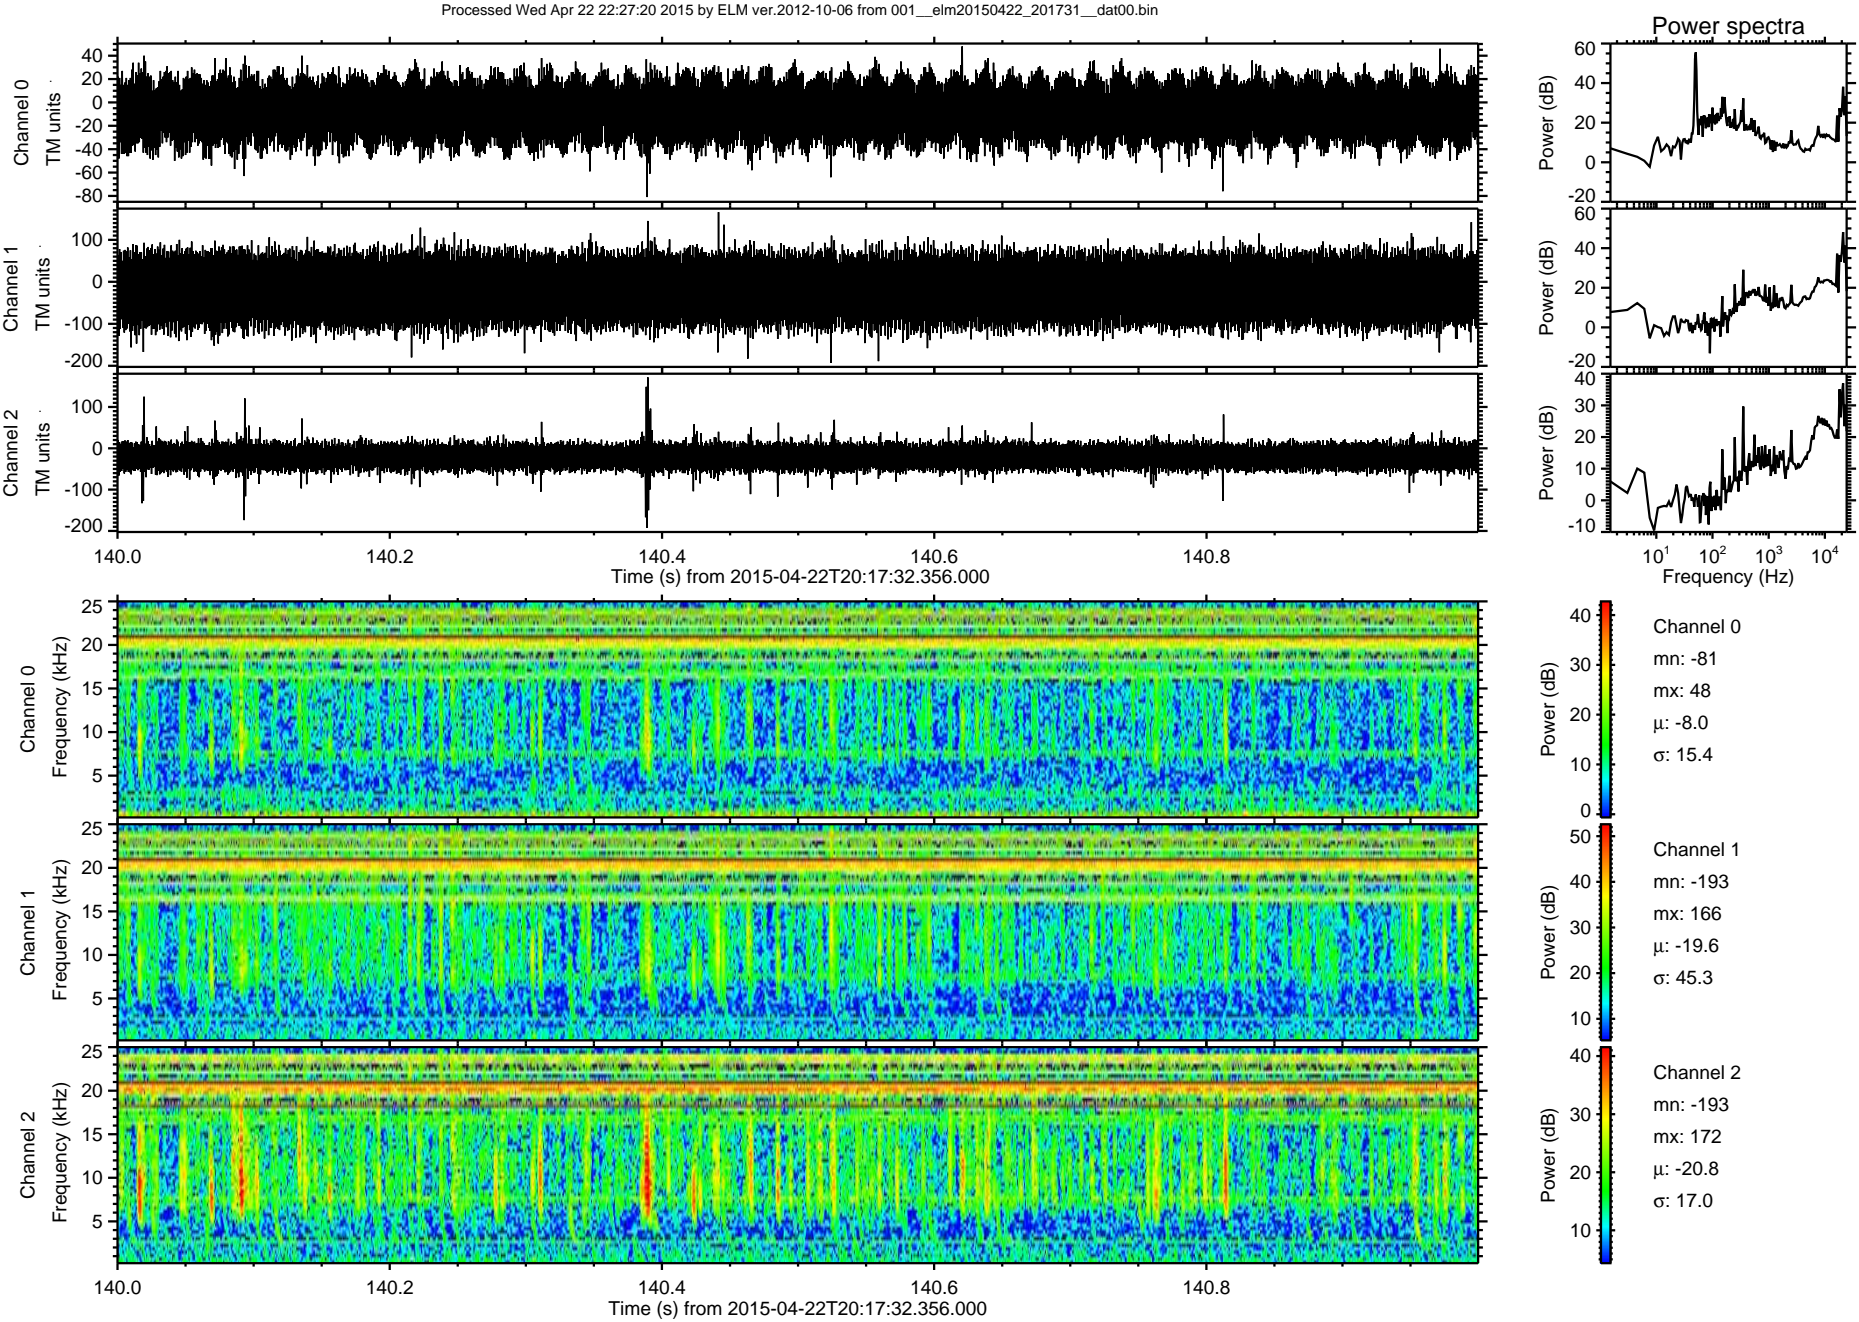 Processed Wed Apr 22 22:27:20 2015 by ELM ver.2012-10-06 from 001__elm20150422_201731__dat00.bin
Power spectra
Channel 0
TM units
40
20
0
-20
-40
-60
-80
Power (dB)
60
40
20
0
-20
Channel 1
TM units
100
0
-100
-200
Power (dB)
60
40
20
0
-20
Channel 2
TM units
100
0
-100
-200
Power (dB)
40
30
20
10
0
-10
140.0 140.2 140.4 140.6 140.8
Time (s) from 2015-04-22T20:17:32.356.000
10^1 10^2 10^3 10^4
Frequency (Hz)
Channel 0
Frequency (kHz)
25
20
15
10
5
Power (dB)
40
30
20
10
0
Channel 0
mn: -81
mx: 48
μ: -8.0
σ: 15.4
Channel 1
Frequency (kHz)
25
20
15
10
5
Power (dB)
50
40
30
20
10
Channel 1
mn: -193
mx: 166
μ: -19.6
σ: 45.3
Channel 2
Frequency (kHz)
25
20
15
10
5
Power (dB)
40
30
20
10
Channel 2
mn: -193
mx: 172
μ: -20.8
σ: 17.0
140.0 140.2 140.4 140.6 140.8
Time (s) from 2015-04-22T20:17:32.356.000